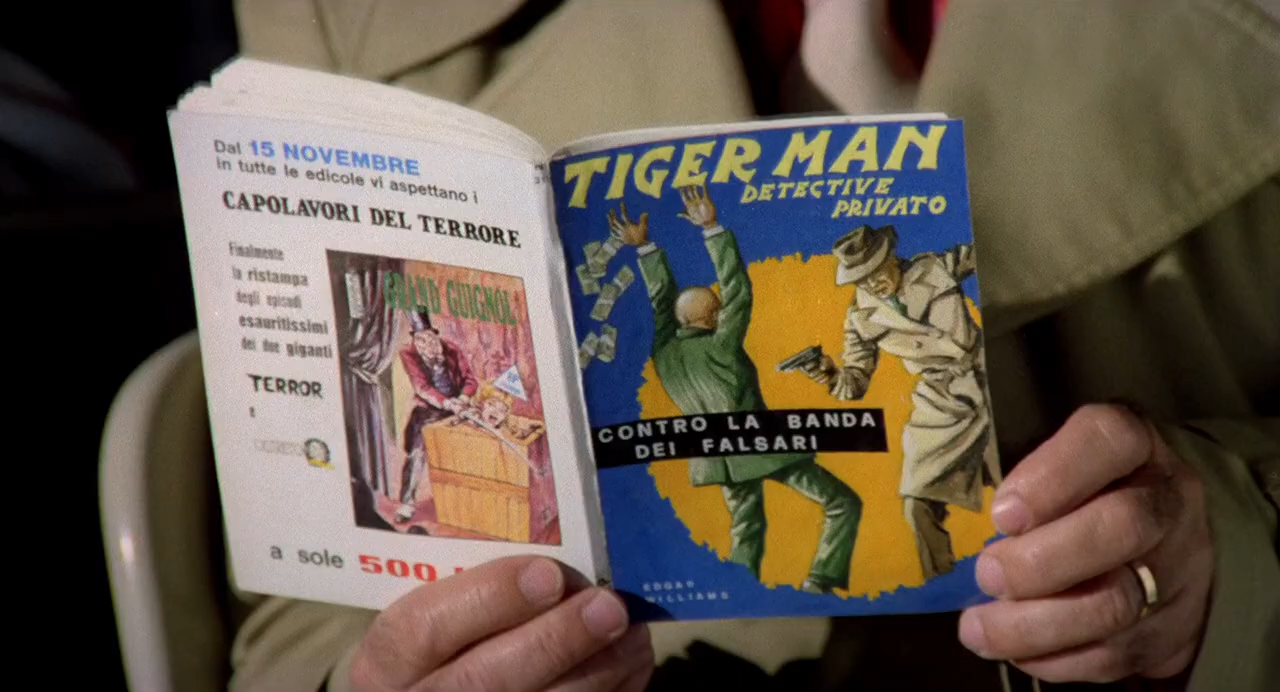 Dal 15 NOVEMBRE
in tutte le edicole vi aspettano i
CAPOLAVORI DEL TERRORE
Finalmente
la ristampa
degli episodi
esauritissimi
dei due giganti
TERROR
e
GRAND GUIGNOL
a sole 500
TIGER MAN
DETECTIVE
PRIVATO
CONTRO LA BANDA
DEI FALSARI
EDGAR
WILLIAMS